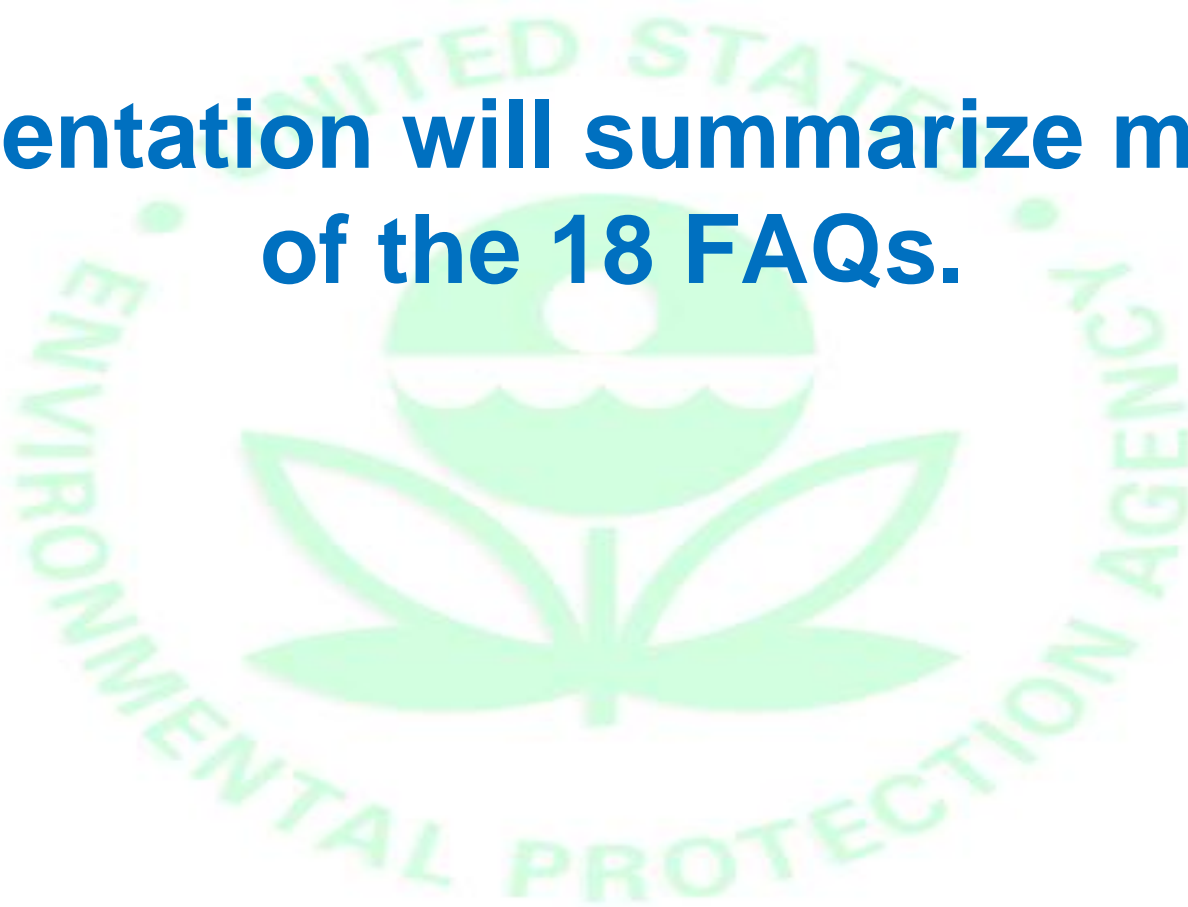 UNITED STATES
entation will summarize m
of the 18 FAQs.
ENVIRONMENTAL PROTECTION AGENCY